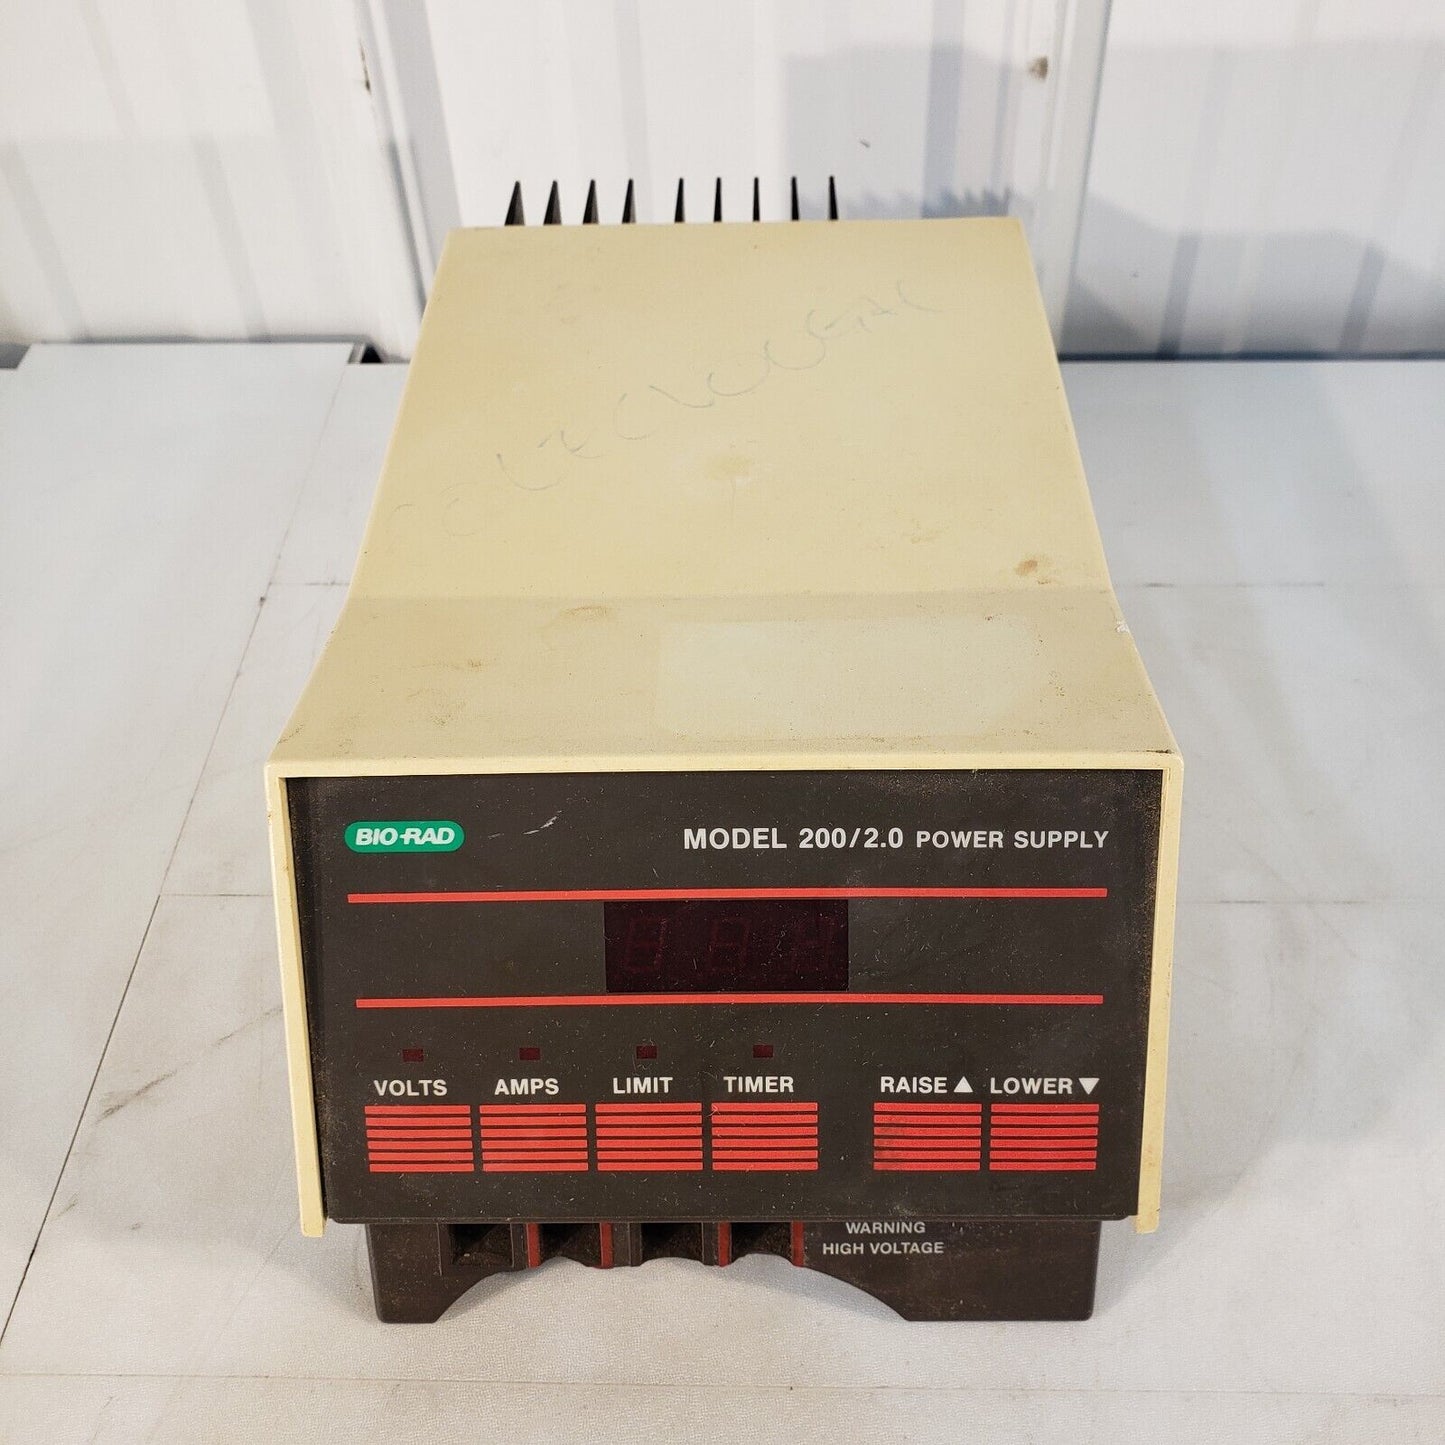 BIO-RAD
MODEL 200/2.0 POWER SUPPLY
VOLTS AMPS LIMIT TIMER RAISE ▲ LOWER ▼
WARNING
HIGH VOLTAGE